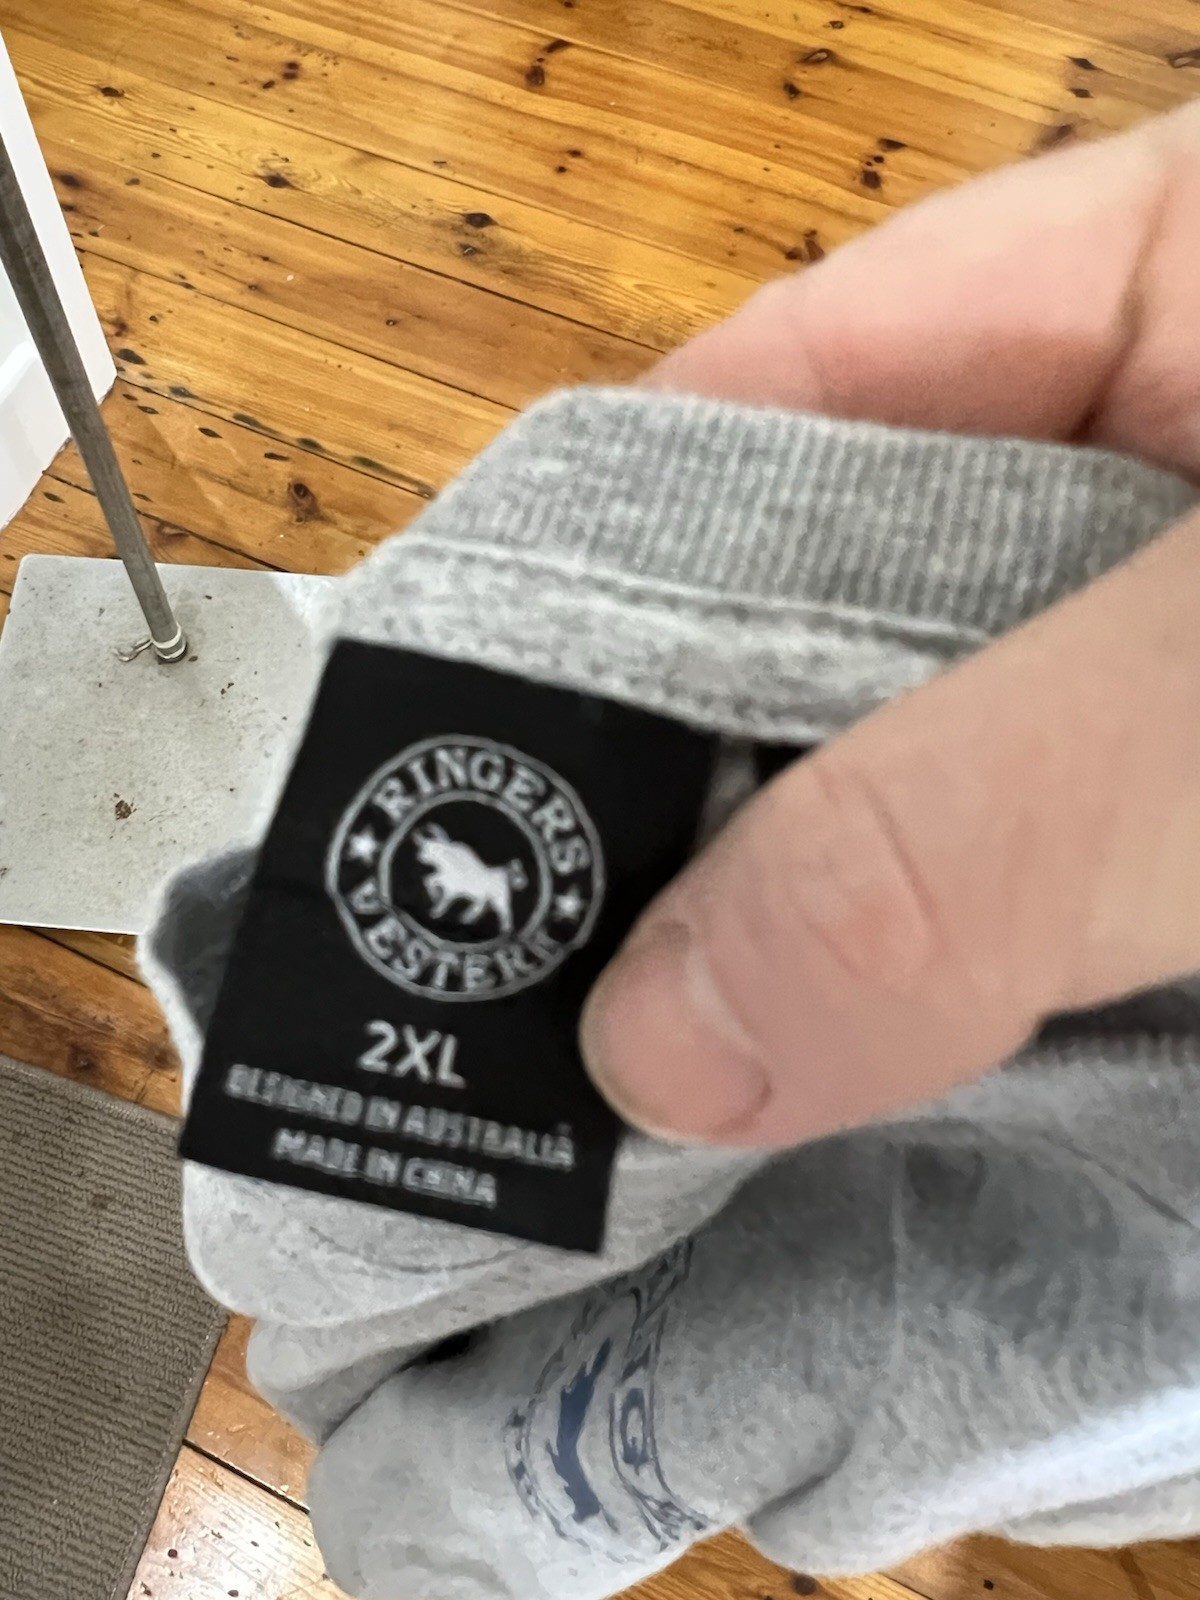 RINGERS
WESTERN
2XL
DESIGNED IN AUSTRALIA
MADE IN CHINA